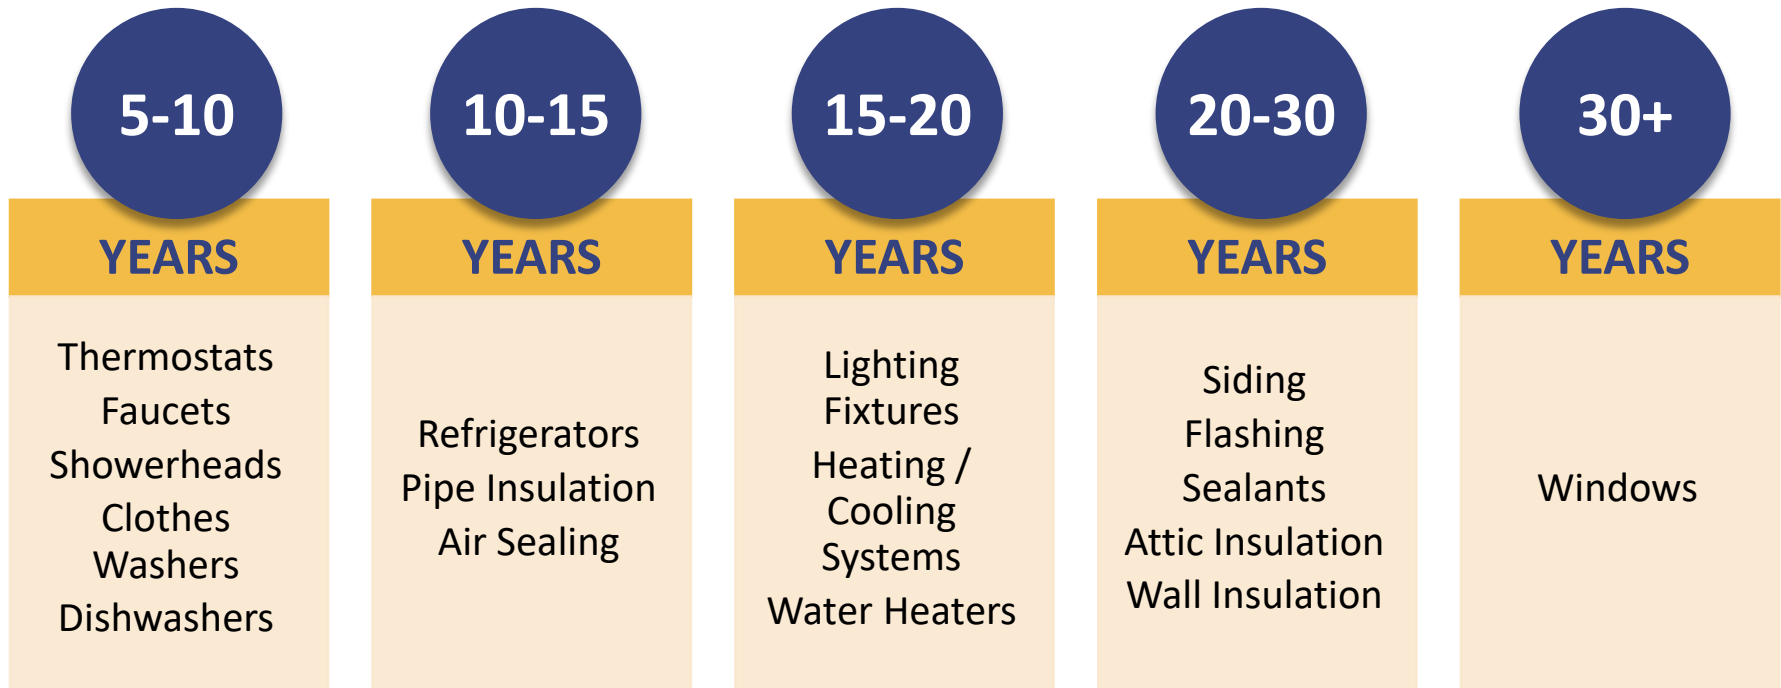 5-10
YEARS
Thermostats
Faucets
Showerheads
Clothes
Washers
Dishwashers
10-15
YEARS
Refrigerators
Pipe Insulation
Air Sealing
15-20
YEARS
Lighting
Fixtures
Heating /
Cooling
Systems
Water Heaters
20-30
YEARS
Siding
Flashing
Sealants
Attic Insulation
Wall Insulation
30+
YEARS
Windows